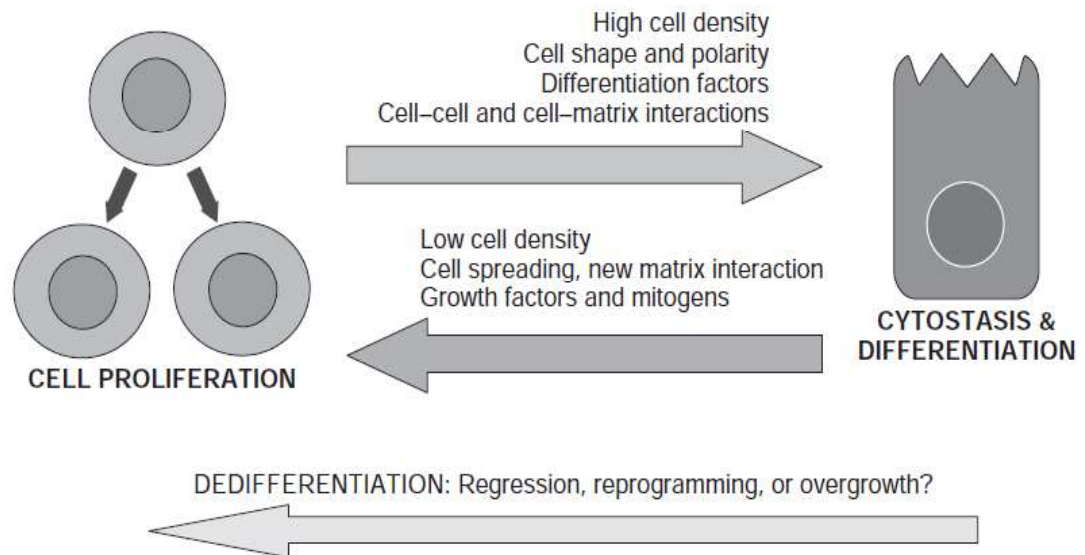 High cell density
Cell shape and polarity
Differentiation factors
Cell–cell and cell–matrix interactions
Low cell density
Cell spreading, new matrix interaction
Growth factors and mitogens
CELL PROLIFERATION
CYTOSTASIS &
DIFFERENTIATION
DEDIFFERENTIATION: Regression, reprogramming, or overgrowth?